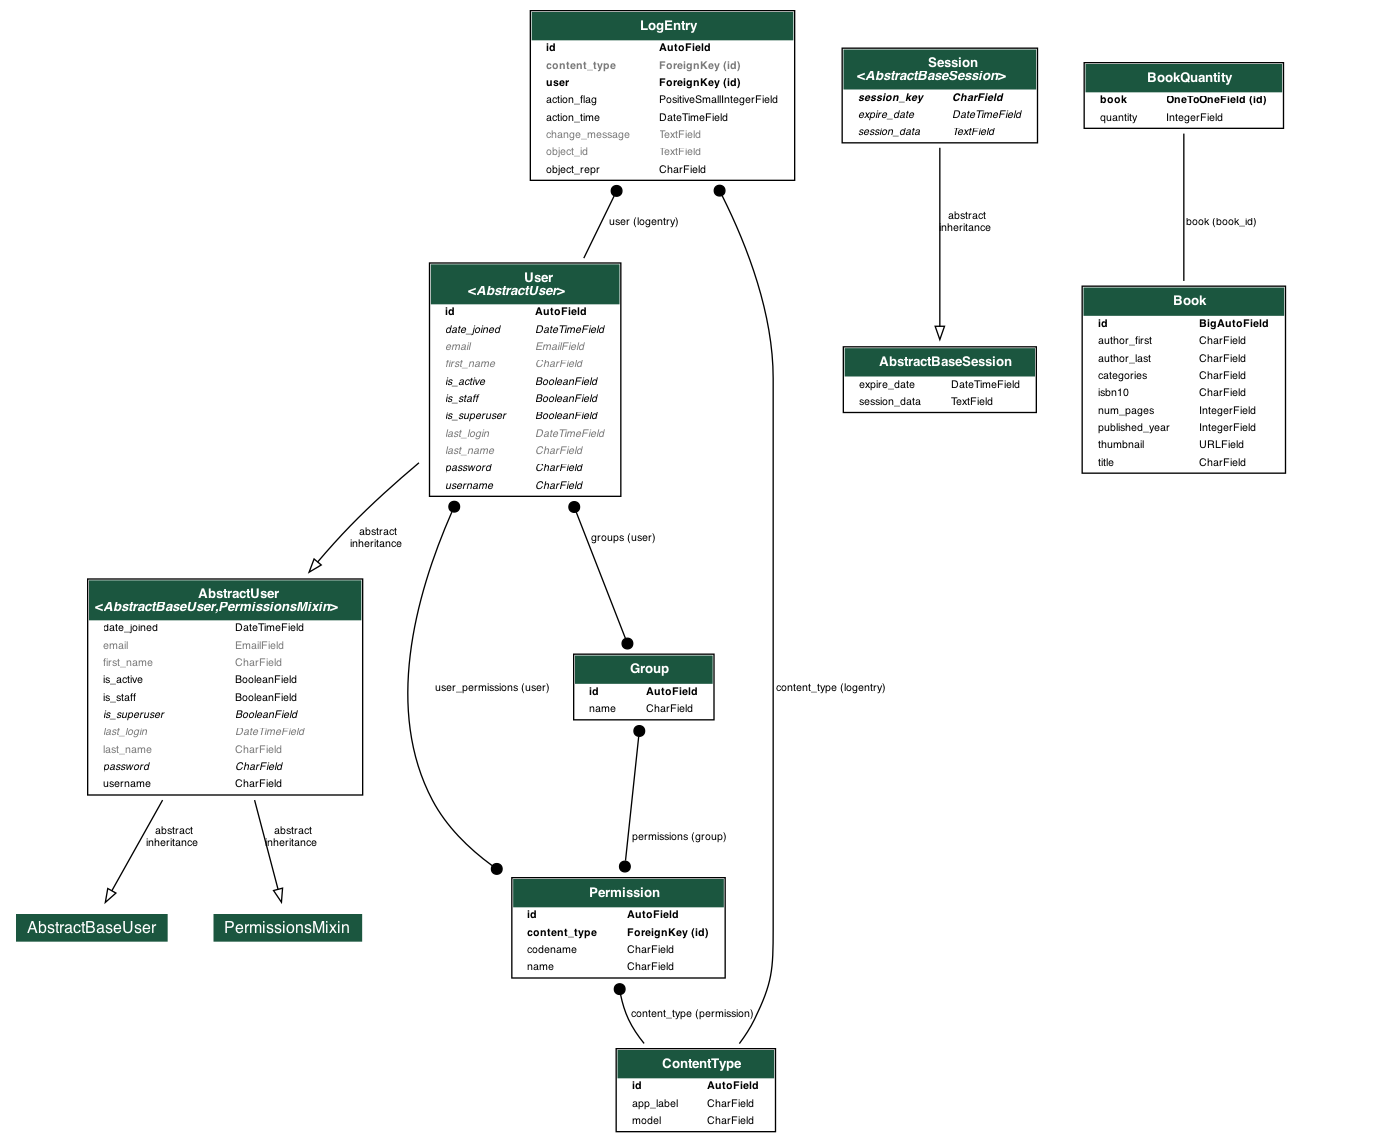 LogEntry
id AutoField
content_type ForeignKey (id)
user ForeignKey (id)
action_flag PositiveSmallIntegerField
action_time DateTimeField
change_message TextField
object_id TextField
object_repr CharField
Session
<AbstractBaseSession>
session_key CharField
expire_date DateTimeField
session_data TextField
BookQuantity
book OneToOneField (id)
quantity IntegerField
user (logentry)
abstract
inheritance
book (book_id)
User
<AbstractUser>
id AutoField
date_joined DateTimeField
email EmailField
first_name CharField
is_active BooleanField
is_staff BooleanField
is_superuser BooleanField
last_login DateTimeField
last_name CharField
password CharField
username CharField
AbstractBaseSession
expire_date DateTimeField
session_data TextField
Book
id BigAutoField
author_first CharField
author_last CharField
categories CharField
isbn10 CharField
num_pages IntegerField
published_year IntegerField
thumbnail URLField
title CharField
abstract
inheritance
groups (user)
AbstractUser
<AbstractBaseUser,PermissionsMixin>
date_joined DateTimeField
email EmailField
first_name CharField
is_active BooleanField
is_staff BooleanField
is_superuser BooleanField
last_login DateTimeField
last_name CharField
password CharField
username CharField
user_permissions (user)
Group
id AutoField
name CharField
content_type (logentry)
abstract
inheritance
abstract
inheritance
permissions (group)
AbstractBaseUser
PermissionsMixin
Permission
id AutoField
content_type ForeignKey (id)
codename CharField
name CharField
content_type (permission)
ContentType
id AutoField
app_label CharField
model CharField